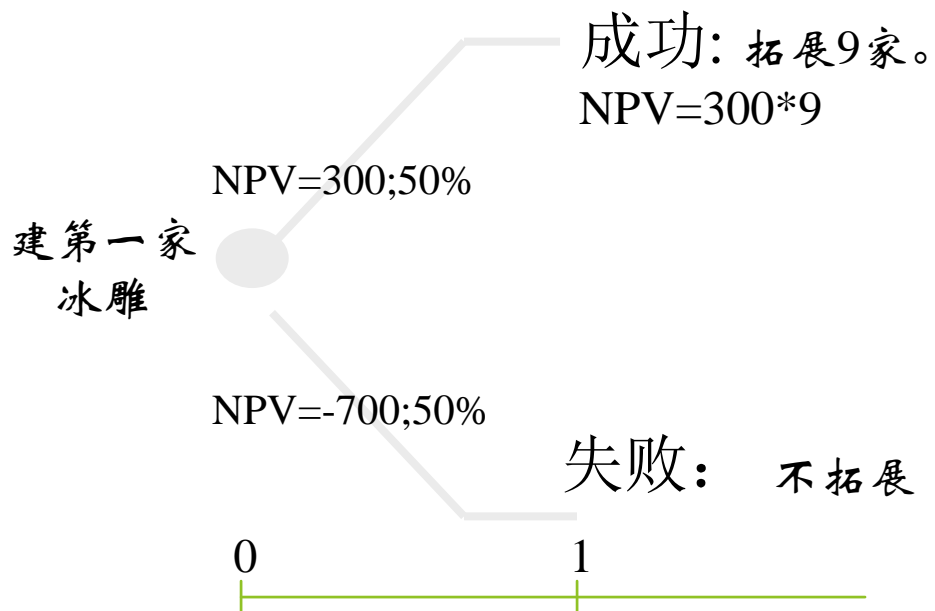 成功: 拓展9家。
NPV=300*9
NPV=300;50%
建第一家
冰雕
NPV=-700;50%
失败： 不拓展
0 1